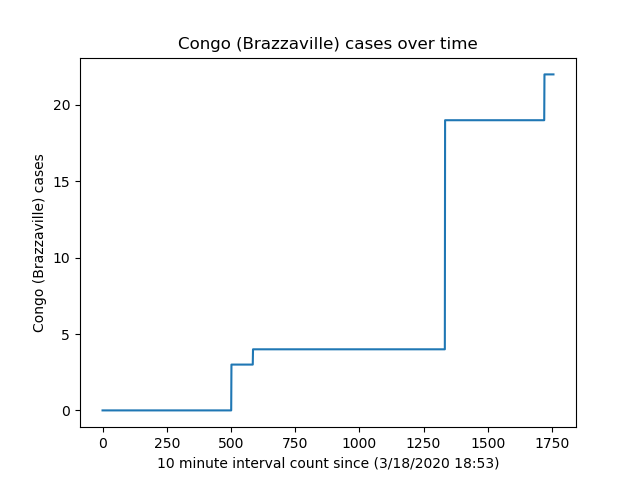 Congo (Brazzaville) cases over time
Congo (Brazzaville) cases
20
15
10
5
0
0 250 500 750 1000 1250 1500 1750
10 minute interval count since (3/18/2020 18:53)